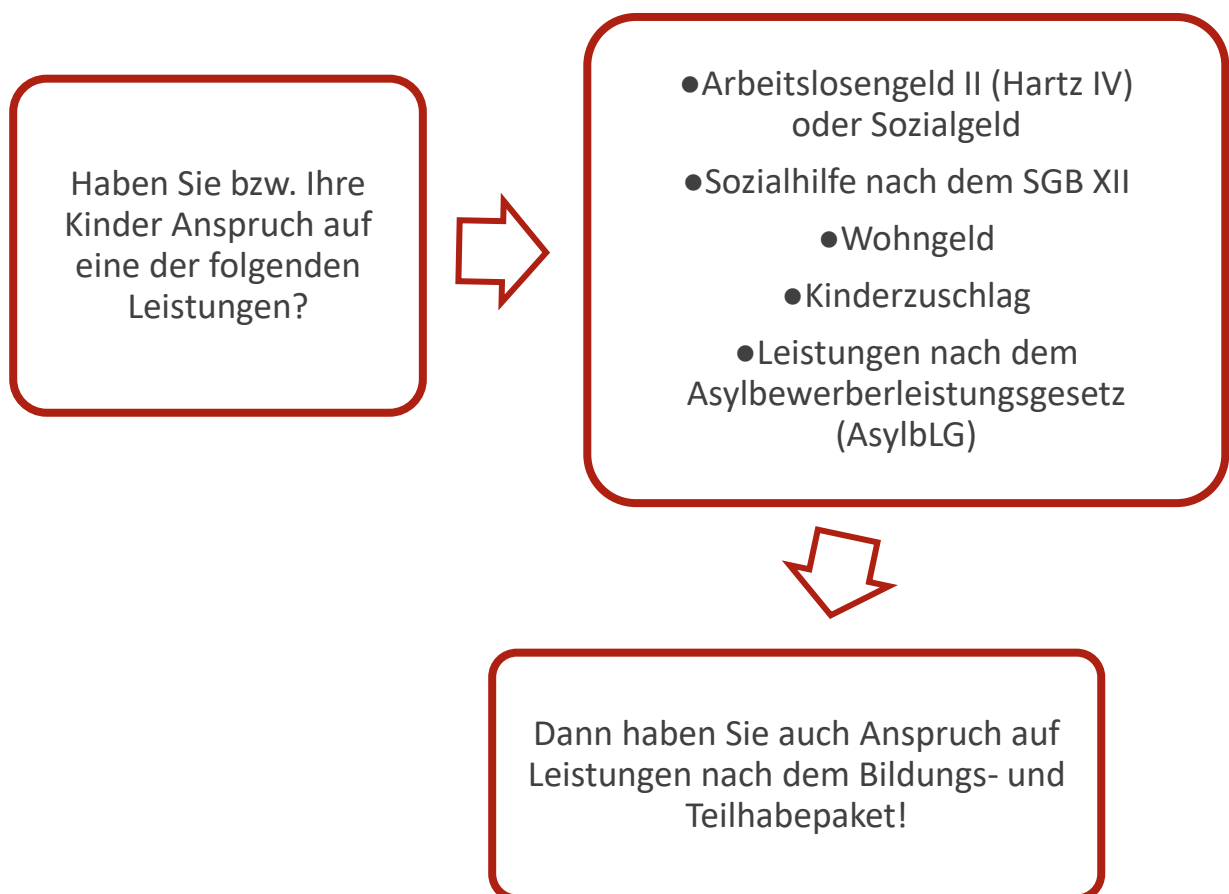 Haben Sie bzw. Ihre
Kinder Anspruch auf
eine der folgenden
Leistungen?
●Arbeitslosengeld II (Hartz IV)
oder Sozialgeld
●Sozialhilfe nach dem SGB XII
●Wohngeld
●Kinderzuschlag
●Leistungen nach dem
Asylbewerberleistungsgesetz
(AsylbLG)
Dann haben Sie auch Anspruch auf
Leistungen nach dem Bildungs- und
Teilhabepaket!